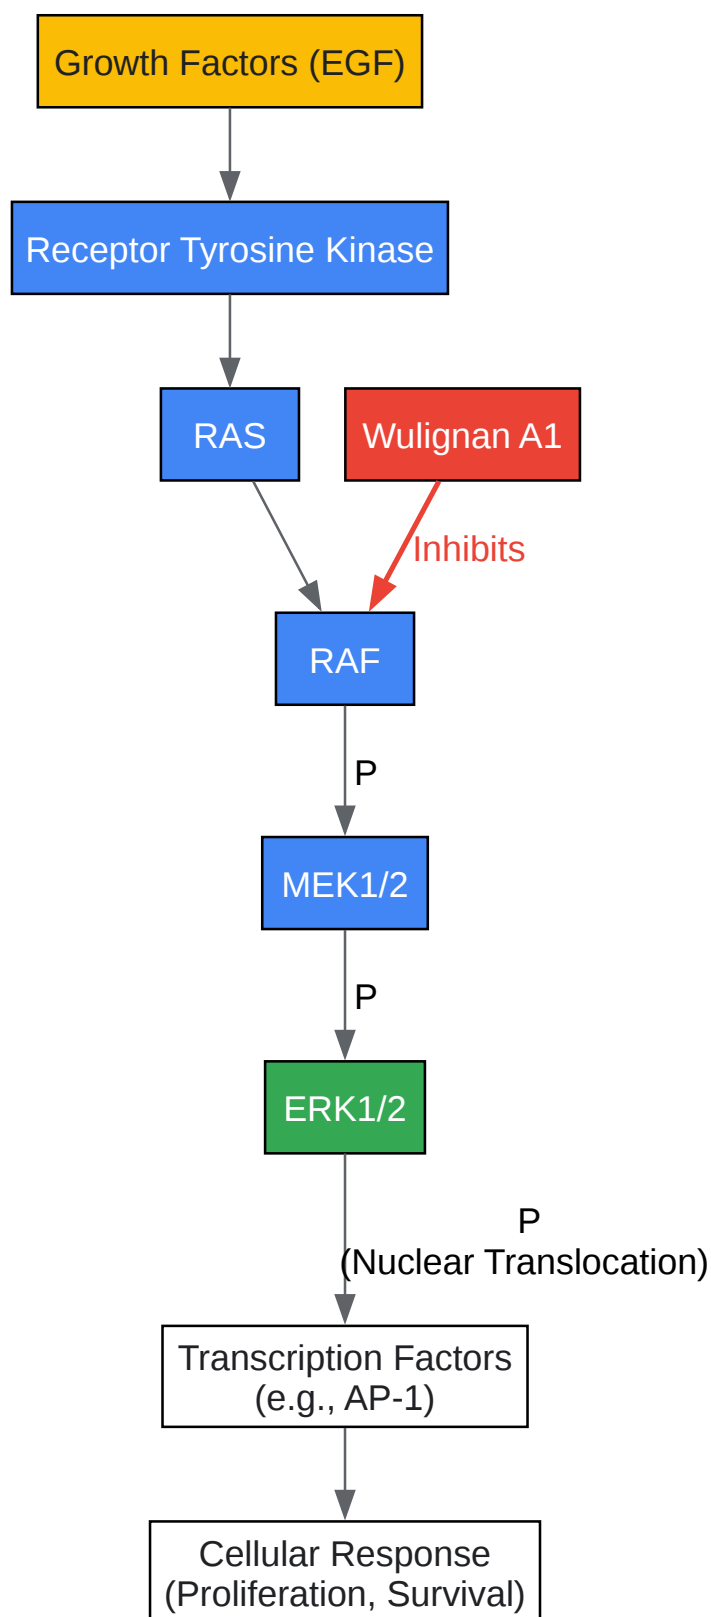 Growth Factors (EGF)
Receptor Tyrosine Kinase
RAS
Wulignan A1
Inhibits
RAF
P
MEK1/2
P
ERK1/2
P
(Nuclear Translocation)
Transcription Factors
(e.g., AP-1)
Cellular Response
(Proliferation, Survival)